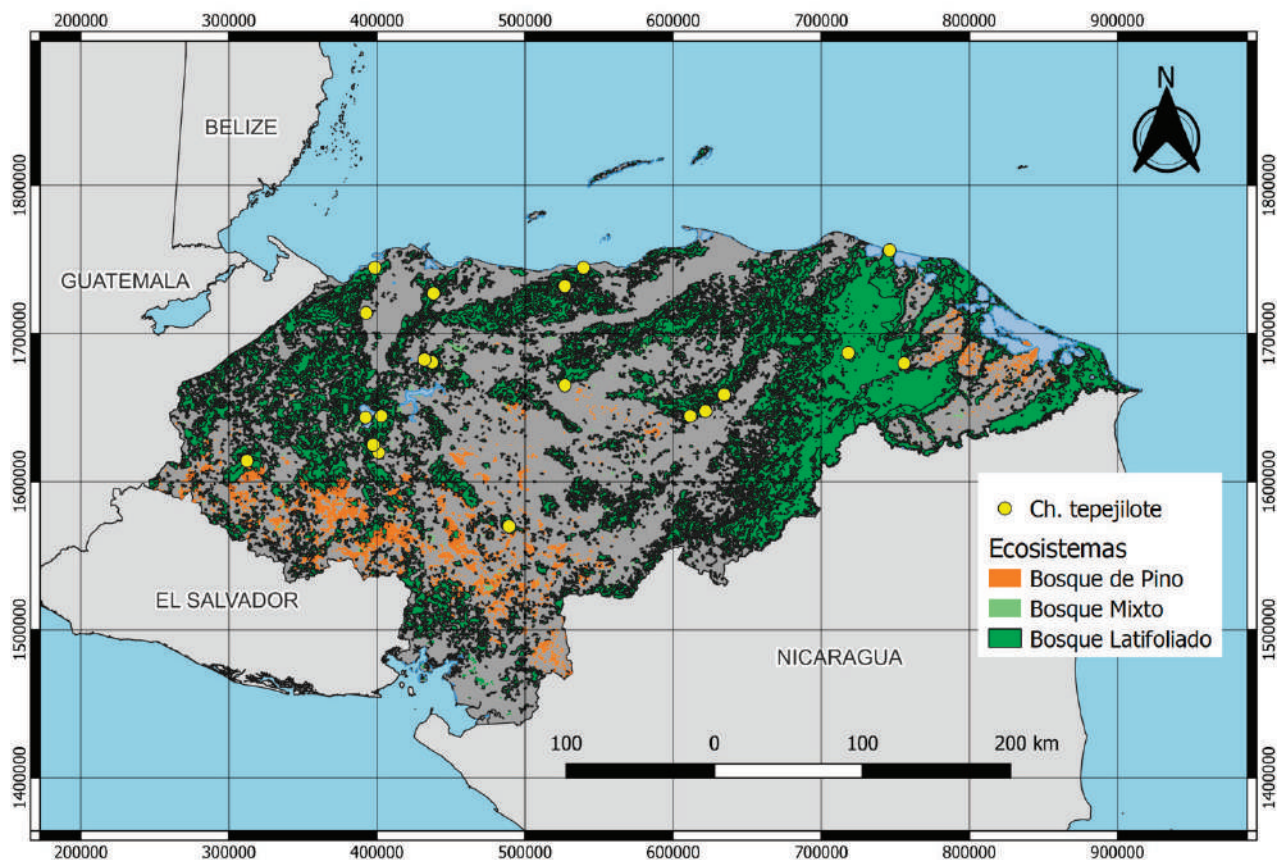 200000 300000 400000 500000 600000 700000 800000 900000
N
BELIZE
1800000 1800000
GUATEMALA
1700000 1700000
1600000 1600000
Ch. tepejilote
Ecosistemas
Bosque de Pino
Bosque Mixto
Bosque Latifoliado
EL SALVADOR
1500000 1500000
NICARAGUA
100 0 100 200 km
1400000 1400000
200000 300000 400000 500000 600000 700000 800000 900000